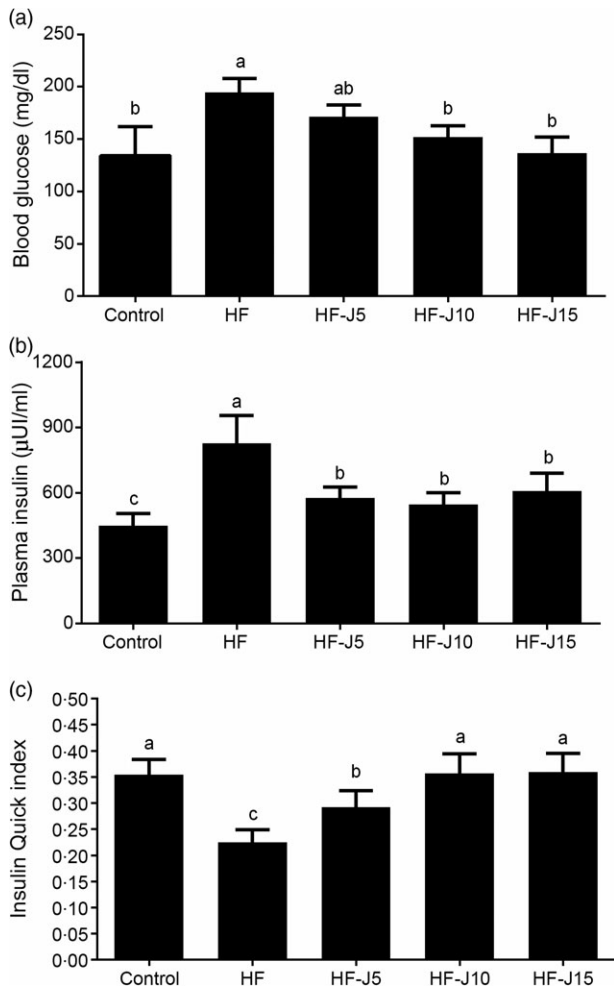 (a)
Blood glucose (mg/dl)
250
200
150
100
50
0
b
a
ab
b
b
Control HF HF-J5 HF-J10 HF-J15
(b)
Plasma insulin (µUI/ml)
1200
900
600
300
0
c
a
b
b
b
Control HF HF-J5 HF-J10 HF-J15
(c)
Insulin Quick index
0·50
0·45
0·40
0·35
0·30
0·25
0·20
0·15
0·10
0·05
0·00
a
c
b
a
a
Control HF HF-J5 HF-J10 HF-J15